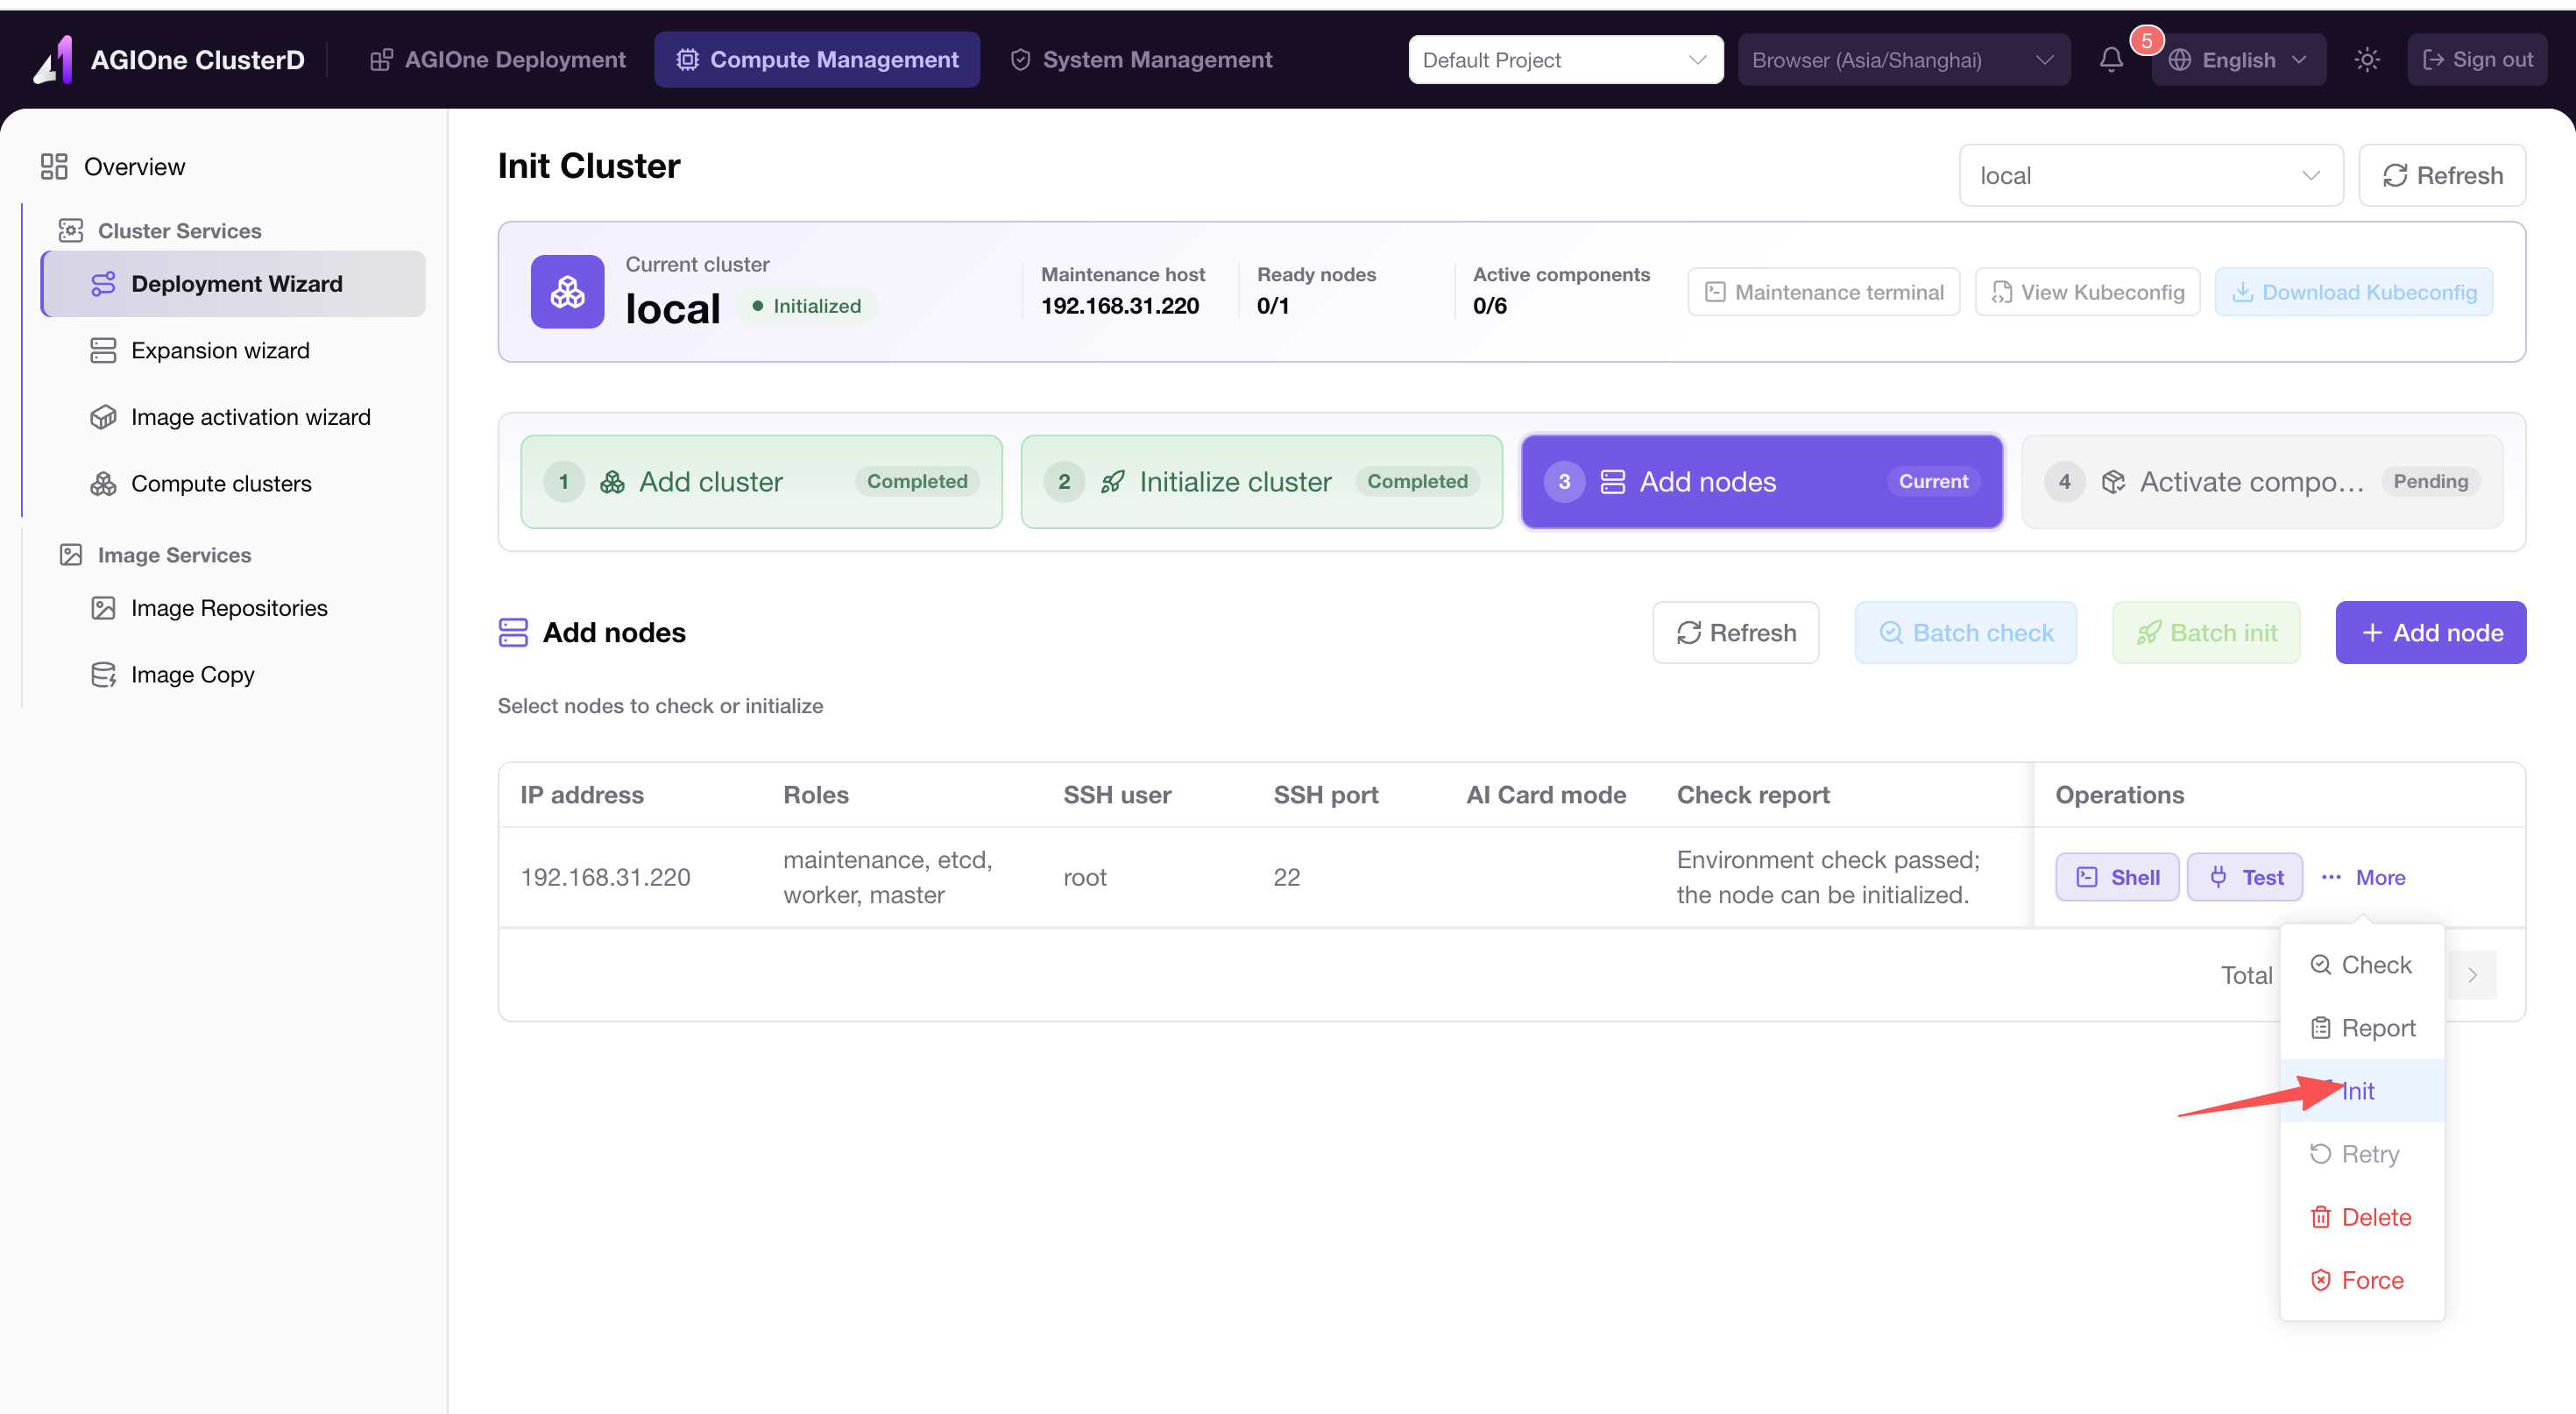 AGIOne ClusterD
AGIOne Deployment
Compute Management
System Management
Default Project
Browser (Asia/Shanghai)
5
English
Sign out
Overview
Cluster Services
Deployment Wizard
Expansion wizard
Image activation wizard
Compute clusters
Image Services
Image Repositories
Image Copy
Init Cluster
local
Refresh
Current cluster
local
Initialized
Maintenance host
192.168.31.220
Ready nodes
0/1
Active components
0/6
Maintenance terminal
View Kubeconfig
Download Kubeconfig
1 Add cluster Completed
2 Initialize cluster Completed
3 Add nodes Current
4 Activate compo... Pending
Add nodes
Refresh
Batch check
Batch init
+ Add node
Select nodes to check or initialize
IP address Roles SSH user SSH port AI Card mode Check report Operations
192.168.31.220
maintenance, etcd,
worker, master
root
22
Environment check passed;
the node can be initialized.
Shell
Test
··· More
Total
Check
Report
Init
Retry
Delete
Force